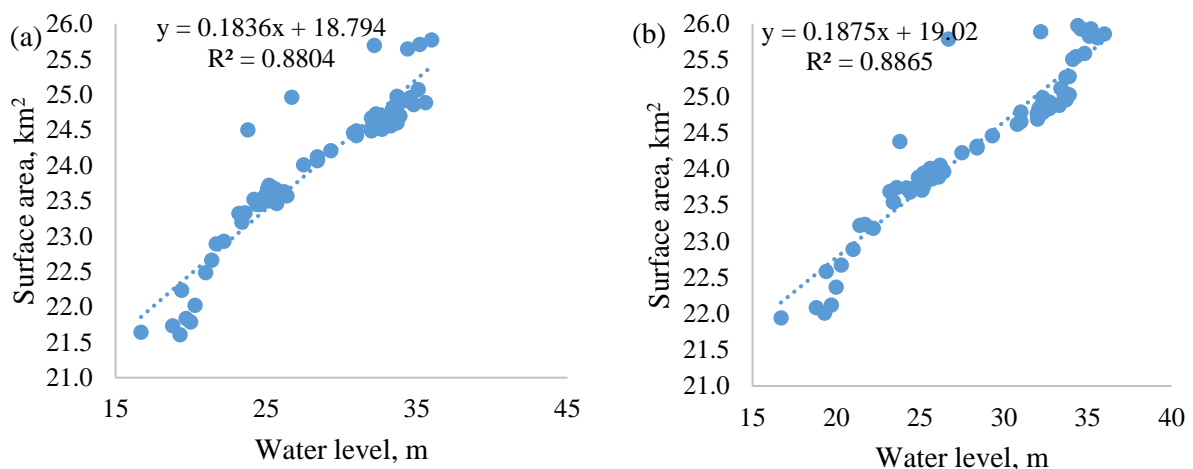 (a)
y = 0.1836x + 18.794
R² = 0.8804
Surface area, km²
26.0
25.5
25.0
24.5
24.0
23.5
23.0
22.5
22.0
21.5
21.0
15 25 35 45
Water level, m
(b)
y = 0.1875x + 19.02
R² = 0.8865
Surface area, km²
26.0
25.5
25.0
24.5
24.0
23.5
23.0
22.5
22.0
21.5
21.0
15 20 25 30 35 40
Water level, m